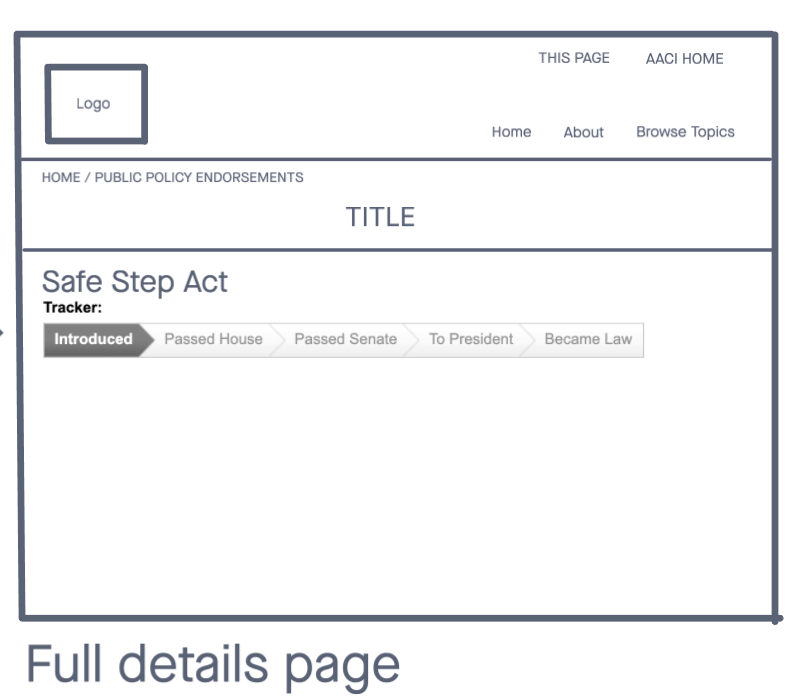 THIS PAGE AACI HOME
Logo
Home About Browse Topics
HOME / PUBLIC POLICY ENDORSEMENTS
TITLE
Safe Step Act
Tracker:
Introduced Passed House Passed Senate To President Became Law
Full details page